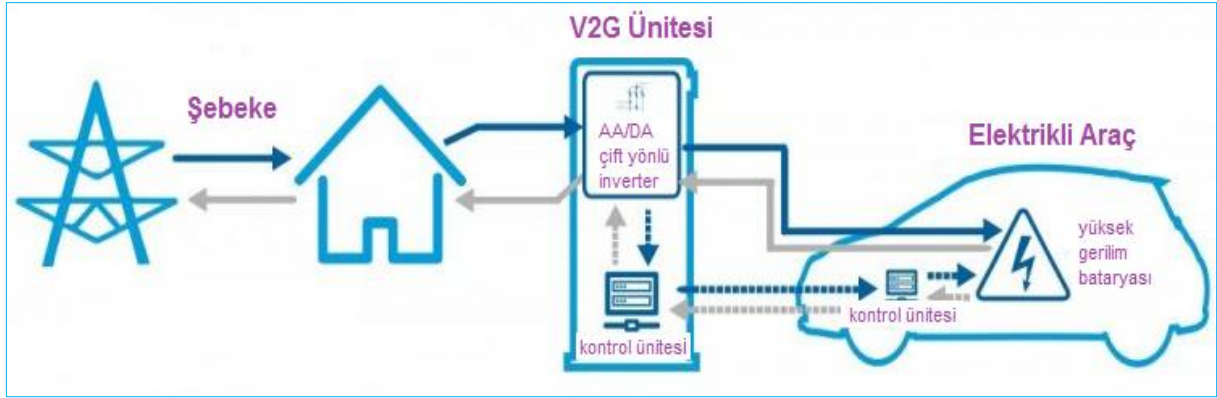 V2G Ünitesi
Şebeke
AA/DA
çift yönlü
inverter
Elektrikli Araç
yüksek
gerilim
bataryası
kontrol ünitesi
kontrol ünitesi